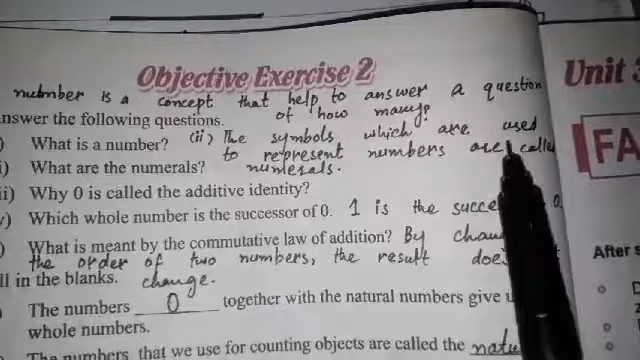 Objective Exercise 2
Unit
number is a concept that help to answer a question
nswer the following questions. of how many?
What is a number? (ii) The symbols which are used
to represent numbers are calle
What are the numerals? numerals.
ii) Why 0 is called the additive identity?
FA
v) Which whole number is the successor of 0. 1 is the succe 0
What is meant by the commutative law of addition? By chan
After s
the order of two numbers, the result does
ll in the blanks. change.
The numbers 0 together with the natural numbers give u
whole numbers.
The numbers that we use for counting objects are called the natu